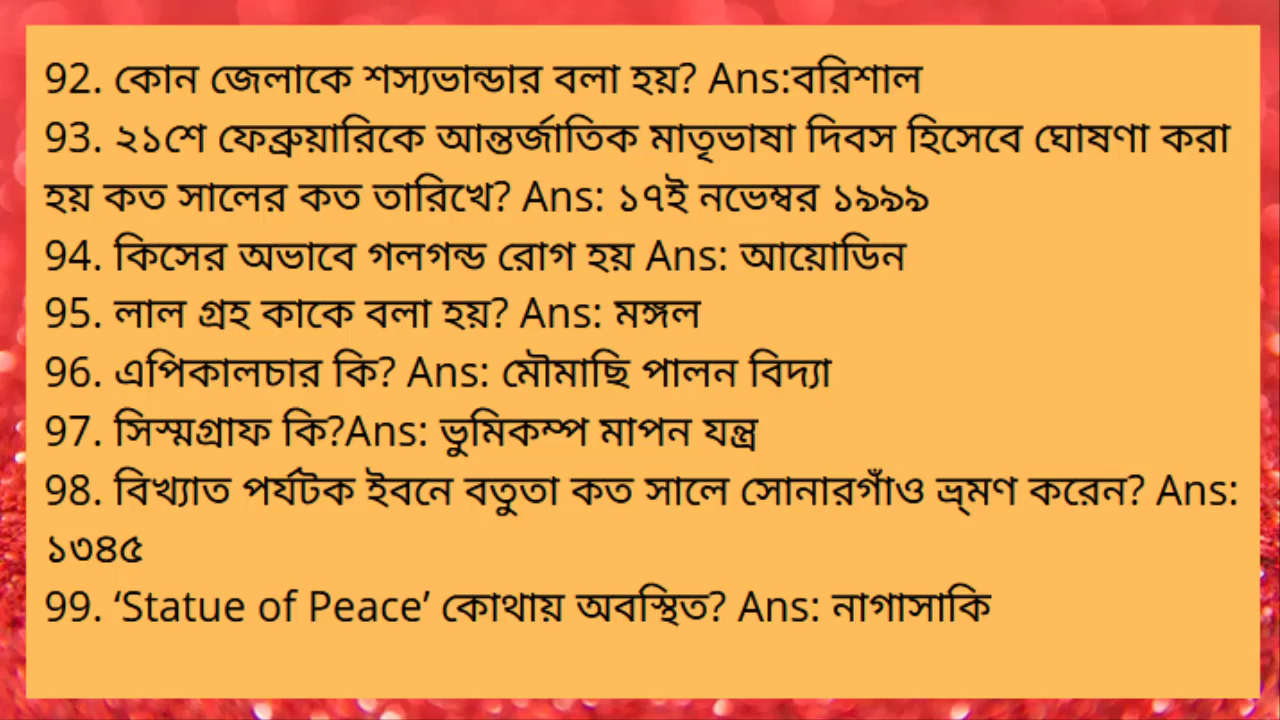 92. কোন জেলাকে শস্যভান্ডার বলা হয়? Ans:বরিশাল
93. ২১শে ফেব্রুয়ারিকে আন্তর্জাতিক মাতৃভাষা দিবস হিসেবে ঘোষণা করা
হয় কত সালের কত তারিখে? Ans: ১৭ই নভেম্বর ১৯৯৯
94. কিসের অভাবে গলগন্ড রোগ হয় Ans: আয়োডিন
95. লাল গ্রহ কাকে বলা হয়? Ans: মঙ্গল
96. এপিকালচার কি? Ans: মৌমাছি পালন বিদ্যা
97. সিস্মগ্রাফ কি?Ans: ভুমিকম্প মাপন যন্ত্র
98. বিখ্যাত পর্যটক ইবনে বতুতা কত সালে সোনারগাঁও ভ্র্মণ করেন? Ans:
১৩৪৫
99. ‘Statue of Peace’ কোথায় অবস্থিত? Ans: নাগাসাকি